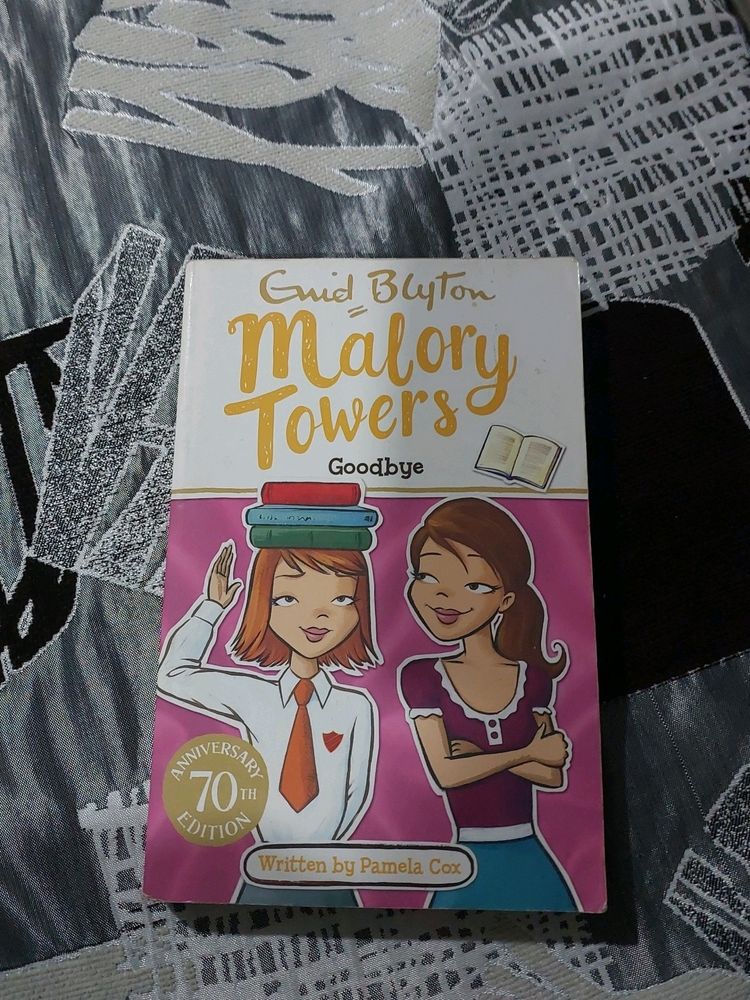 Enid Blyton
Malory
Towers
Goodbye
ANNIVERSARY
70TH
EDITION
Written by Pamela Cox